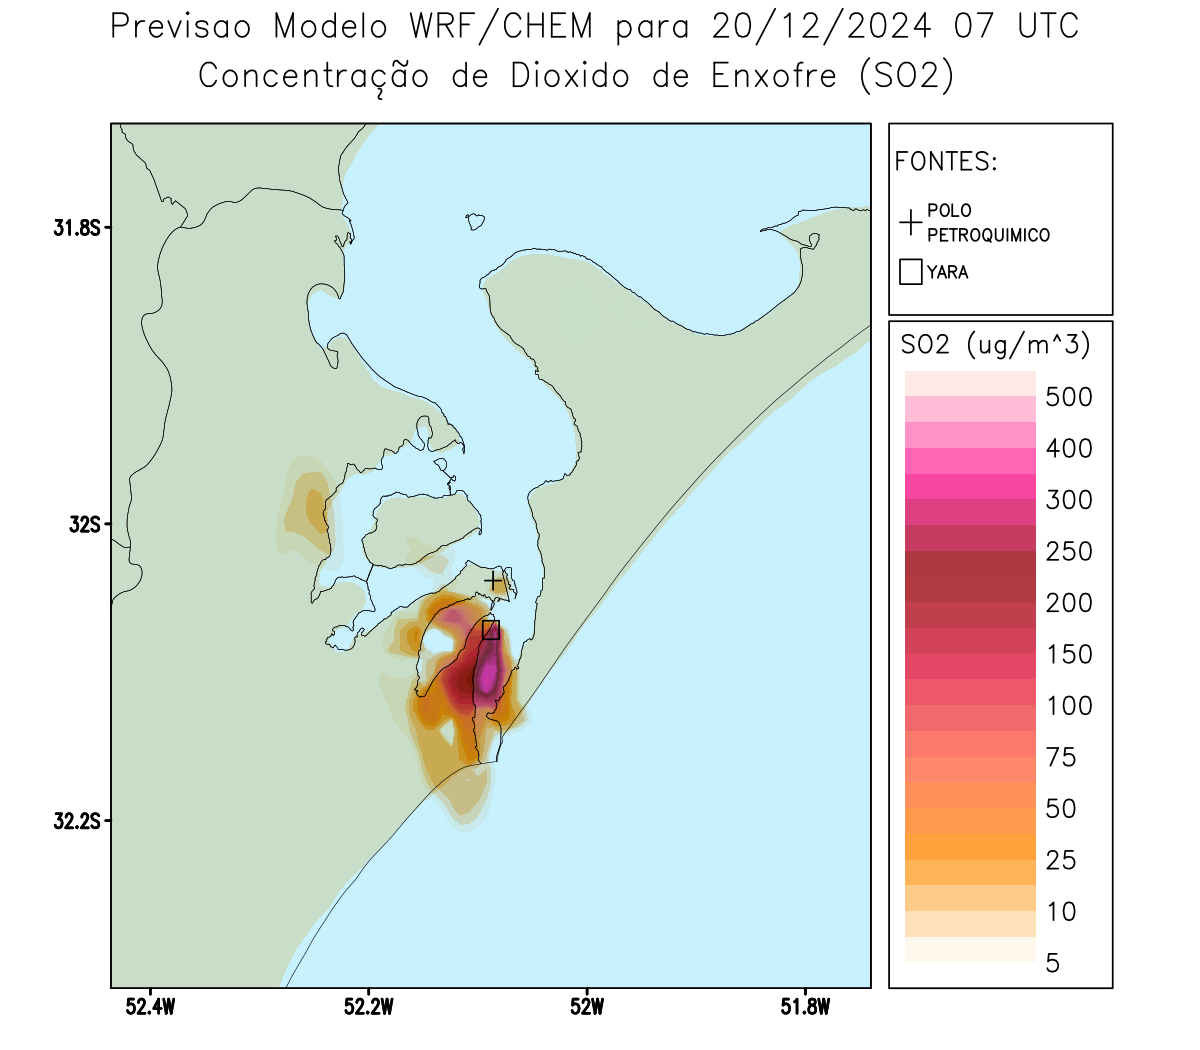 Previsao Modelo WRF/CHEM para 20/12/2024 07 UTC
Concentração de Dioxido de Enxofre (SO2)
FONTES:
POLO
PETROQUIMICO
YARA
31.8S
32S
32.2S
52.4W
52.2W
52W
51.8W
SO2 (ug/m^3)
500
400
300
250
200
150
100
75
50
25
10
5